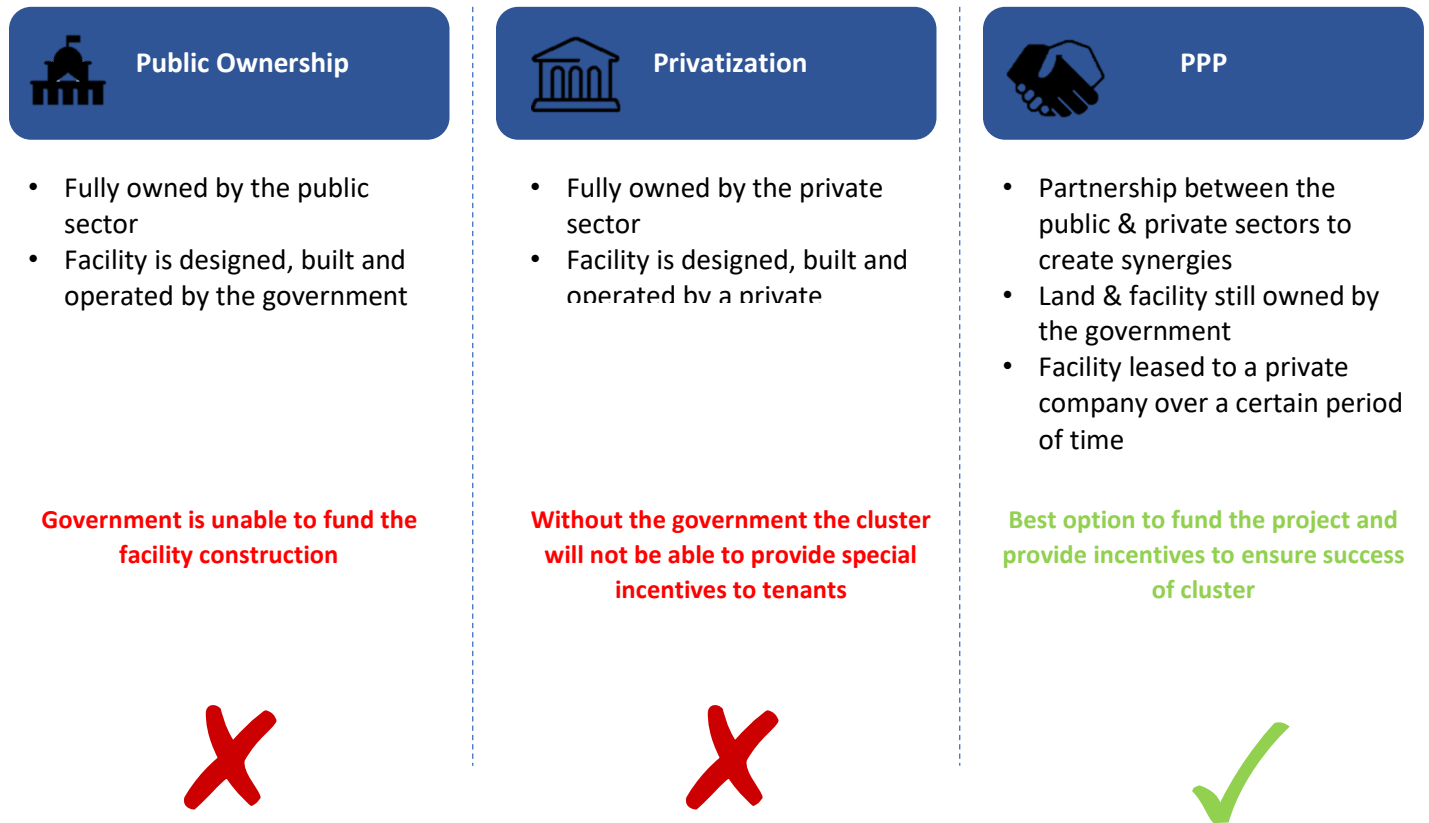 Public Ownership
• Fully owned by the public
sector
• Facility is designed, built and
operated by the government
Government is unable to fund the
facility construction
Privatization
• Fully owned by the private
sector
• Facility is designed, built and
operated by a private
Without the government the cluster
will not be able to provide special
incentives to tenants
PPP
• Partnership between the
public & private sectors to
create synergies
• Land & facility still owned by
the government
• Facility leased to a private
company over a certain period
of time
Best option to fund the project and
provide incentives to ensure success
of cluster